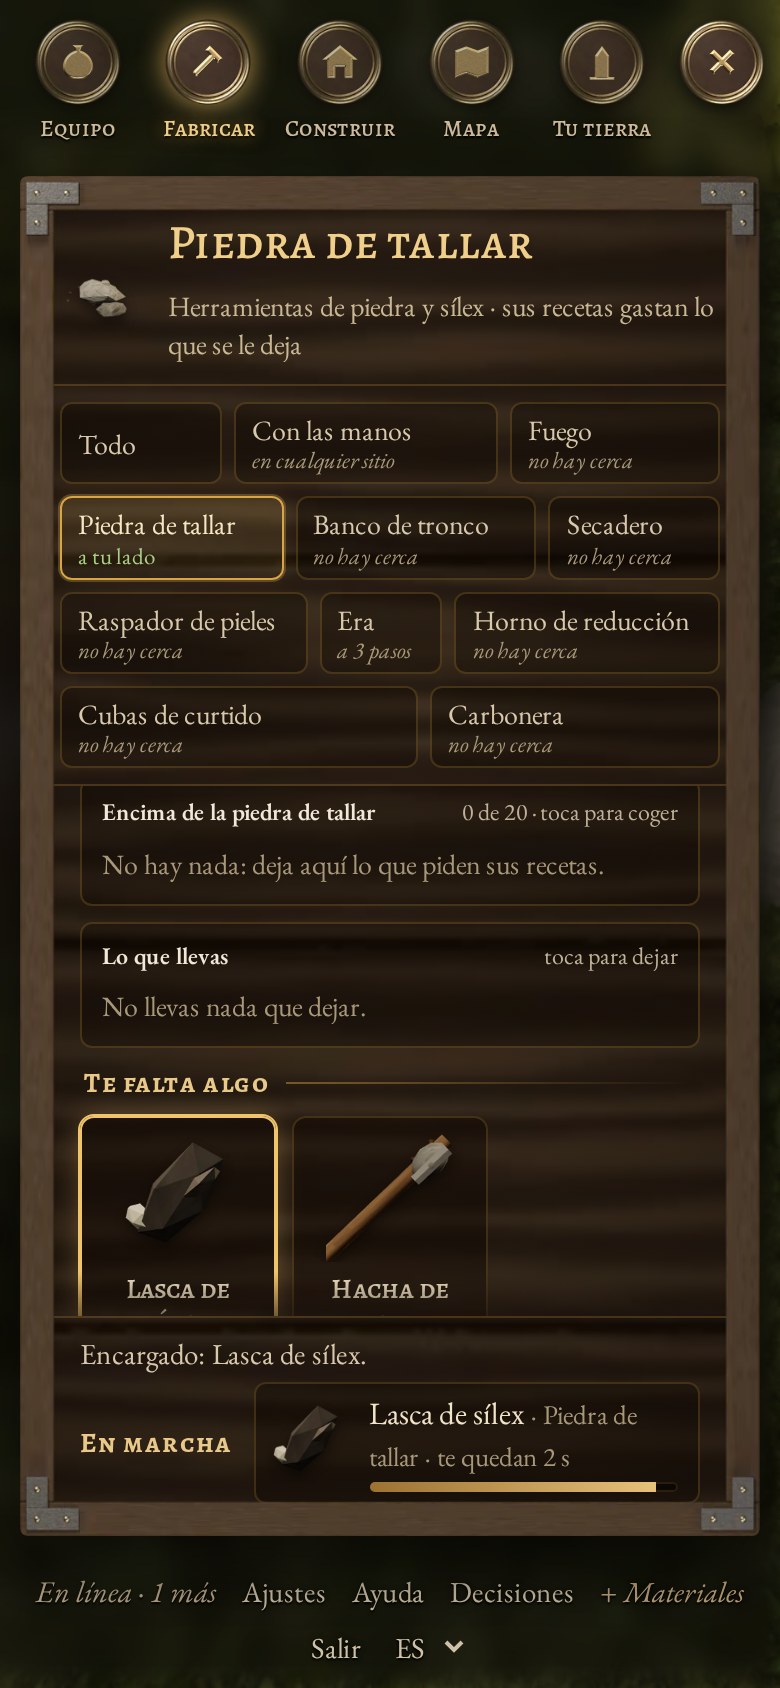 Equipo
Fabricar
Construir
Mapa
Tu tierra
Piedra de tallar
Herramientas de piedra y sílex · sus recetas gastan lo
que se le deja
Todo
Con las manos
en cualquier sitio
Fuego
no hay cerca
Piedra de tallar
a tu lado
Banco de tronco
no hay cerca
Secadero
no hay cerca
Raspador de pieles
no hay cerca
Era
a 3 pasos
Horno de reducción
no hay cerca
Cubas de curtido
no hay cerca
Carbonera
no hay cerca
Encima de la piedra de tallar
0 de 20 · toca para coger
No hay nada: deja aquí lo que piden sus recetas.
Lo que llevas
toca para dejar
No llevas nada que dejar.
Te falta algo
Lasca de
Hacha de
Encargado: Lasca de sílex.
En marcha
Lasca de sílex · Piedra de
tallar · te quedan 2 s
En línea · 1 más
Ajustes
Ayuda
Decisiones
+ Materiales
Salir
ES